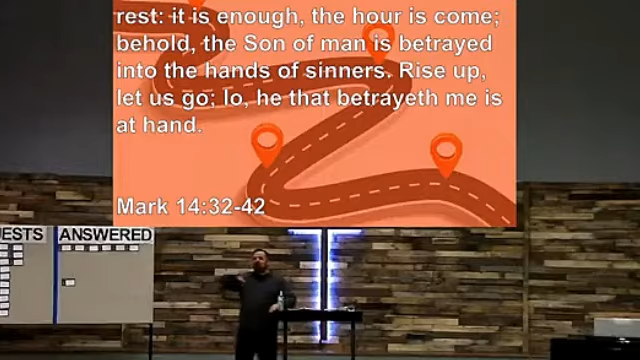 rest: it is enough, the hour is come;
behold, the Son of man is betrayed
into the hands of sinners. Rise up,
let us go; lo, he that betrayeth me is
at hand.
Mark 14:32-42
UESTS ANSWERED